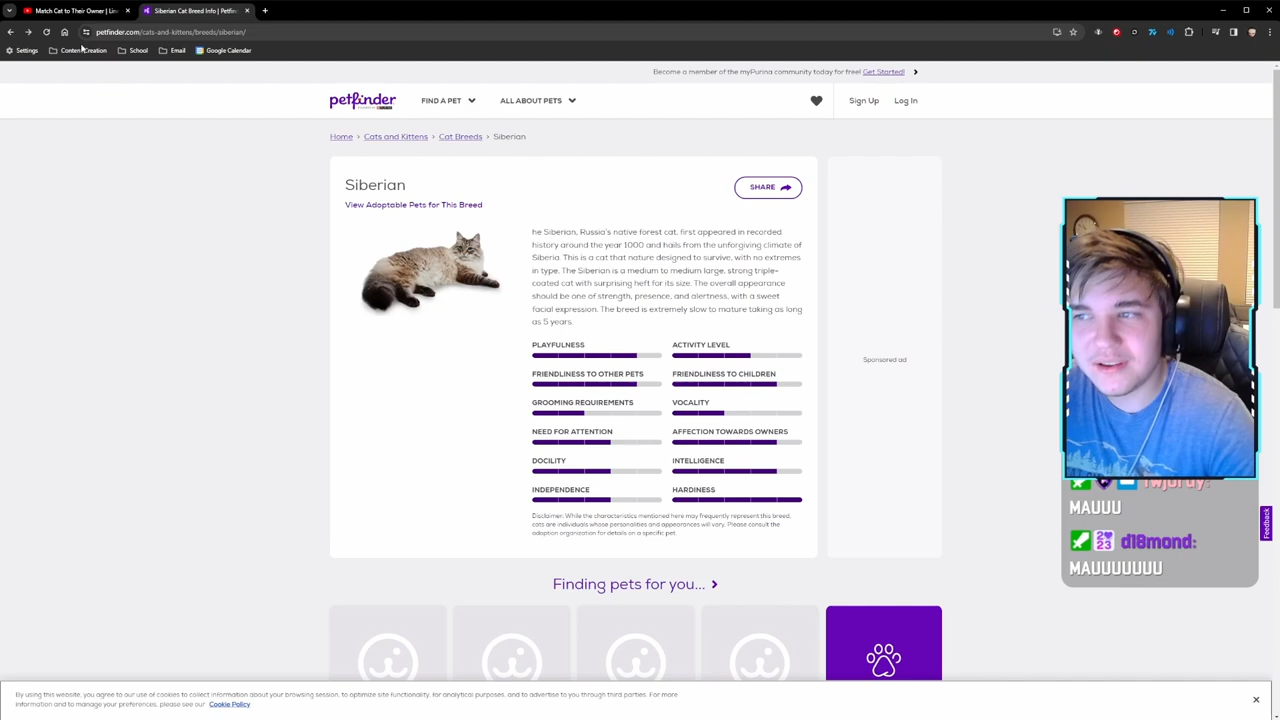 Match Cat to Their Owner | Lin
Siberian Cat Breed Info | Petfin
petfinder.com/cats-and-kittens/breeds/siberian/
Settings
Content Creation
School
Email
Google Calendar
Become a member of the myPurina community today for free! Get Started!
petfinder
FIND A PET
ALL ABOUT PETS
Sign Up
Log In
Home > Cats and Kittens > Cat Breeds > Siberian
Siberian
SHARE
View Adoptable Pets for This Breed
he Siberian, Russia's native forest cat, first appeared in recorded
history around the year 1000 and hails from the unforgiving climate of
Siberia. This is a cat that nature designed to survive, with no extremes
in type. The Siberian is a medium to medium large, strong triple-
coated cat with surprising heft for its size. The overall appearance
should be one of strength, presence, and alertness, with a sweet
facial expression. The breed is extremely slow to mature taking as long
as 5 years.
PLAYFULNESS
ACTIVITY LEVEL
FRIENDLINESS TO OTHER PETS
FRIENDLINESS TO CHILDREN
GROOMING REQUIREMENTS
VOCALITY
NEED FOR ATTENTION
AFFECTION TOWARDS OWNERS
DOCILITY
INTELLIGENCE
INDEPENDENCE
HARDINESS
Disclaimer: While the characteristics mentioned here may frequently represent this breed,
cats are individuals whose personalities and appearances will vary. Please consult the
adoption organization for details on a specific pet.
Sponsored ad
MAUUU
23
d18mond:
MAUUUUUUU
Feedback
Finding pets for you... >
By using this website, you agree to our use of cookies to collect information about your browsing session, to optimize site functionality, for analytical purposes, and to advertise to you through third parties. For more
information and to manage your preferences, please see our Cookie Policy